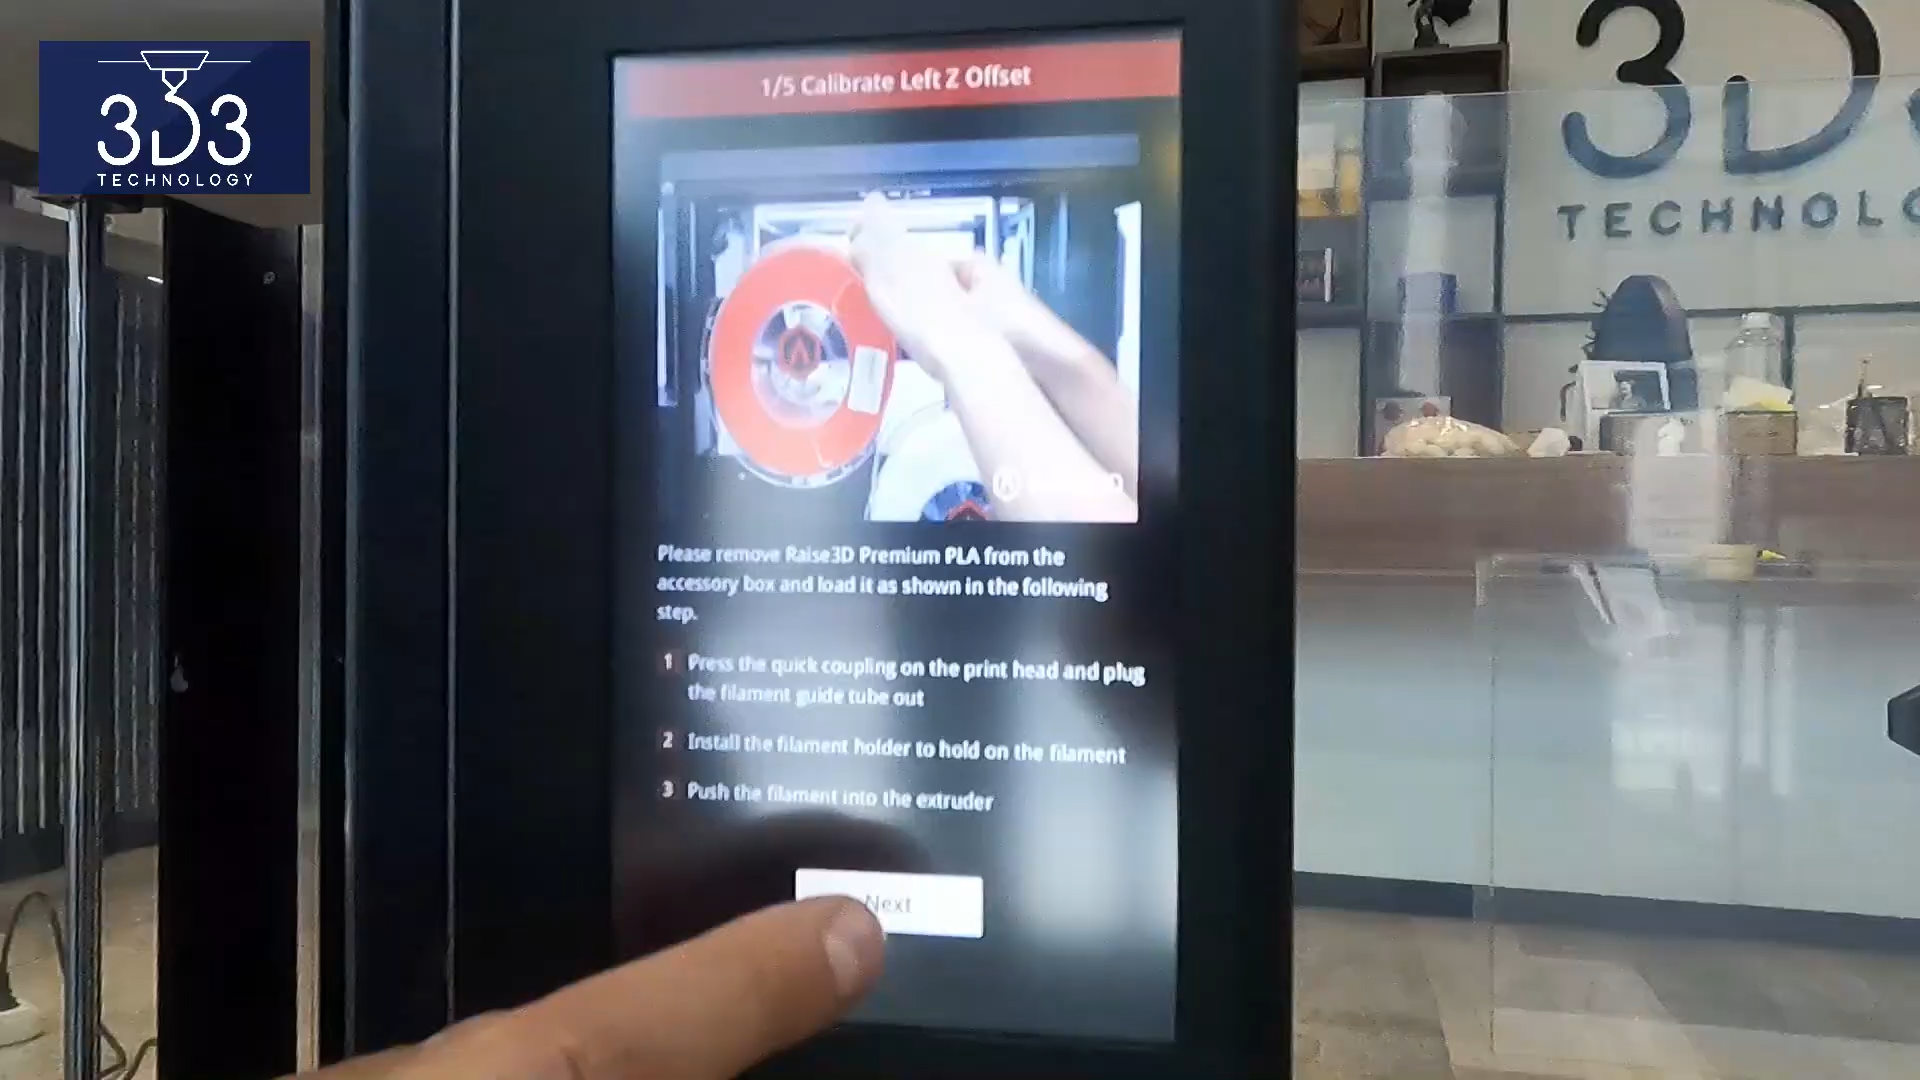 3D3
TECHNOLOGY
1/5 Calibrate Left Z Offset
Please remove Raise3D Premium PLA from the
accessory box and load it as shown in the following
step.
1 Press the quick coupling on the print head and plug
the filament guide tube out
2 Install the filament holder to hold on the filament
3 Push the filament into the extruder
Next
3D
TECHNOLO